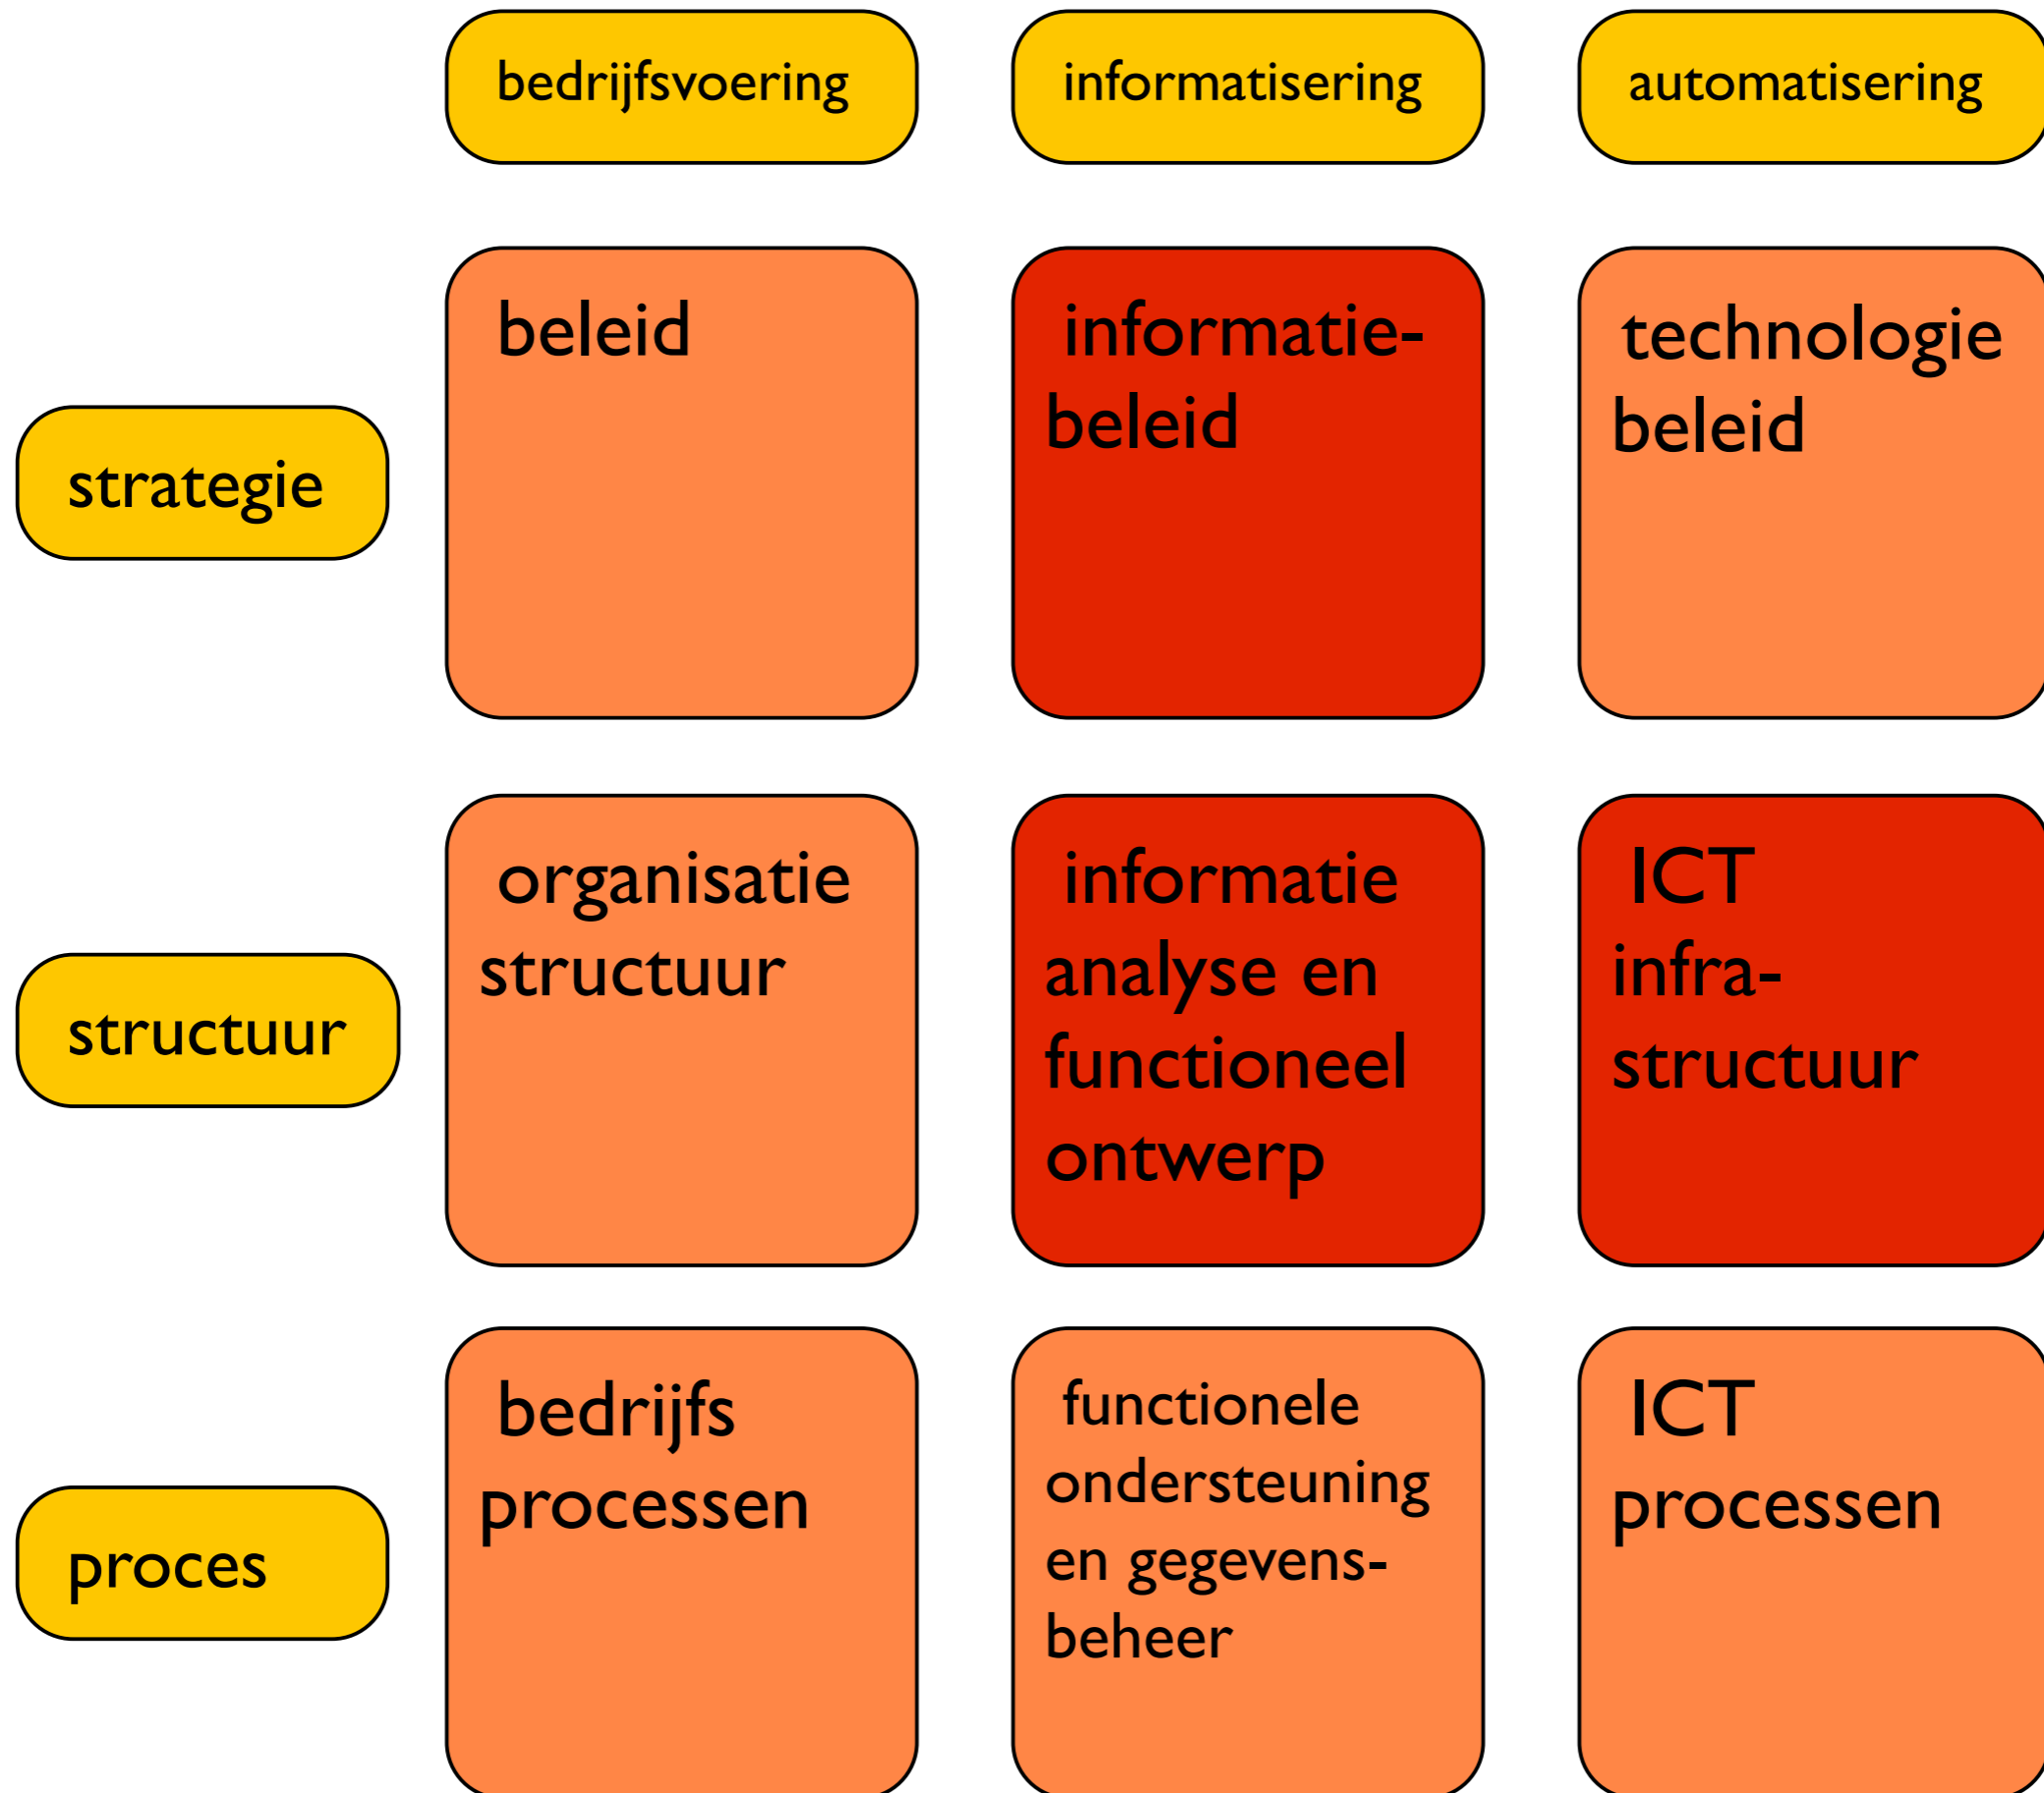 bedrijfsvoering
informatisering
automatisering
strategie
beleid
informatie-
beleid
technologie
beleid
structuur
organisatie
structuur
informatie
analyse en
functioneel
ontwerp
ICT
infra-
structuur
proces
bedrijfs
processen
functionele
ondersteuning
en gegevens-
beheer
ICT
processen